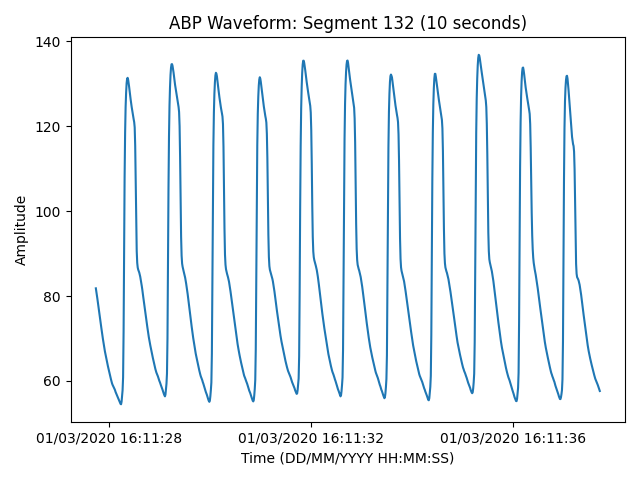 ABP Waveform: Segment 132 (10 seconds)
140
120
100
80
60
Amplitude
01/03/2020 16:11:28 01/03/2020 16:11:32 01/03/2020 16:11:36
Time (DD/MM/YYYY HH:MM:SS)